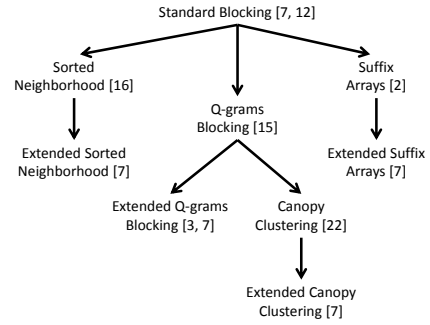 Standard Blocking [7, 12]
Sorted
Neighborhood [16]
Suffix
Arrays [2]
Q-grams
Blocking [15]
Extended Sorted
Neighborhood [7]
Extended Suffix
Arrays [7]
Extended Q-grams
Blocking [3, 7]
Canopy
Clustering [22]
Extended Canopy
Clustering [7]